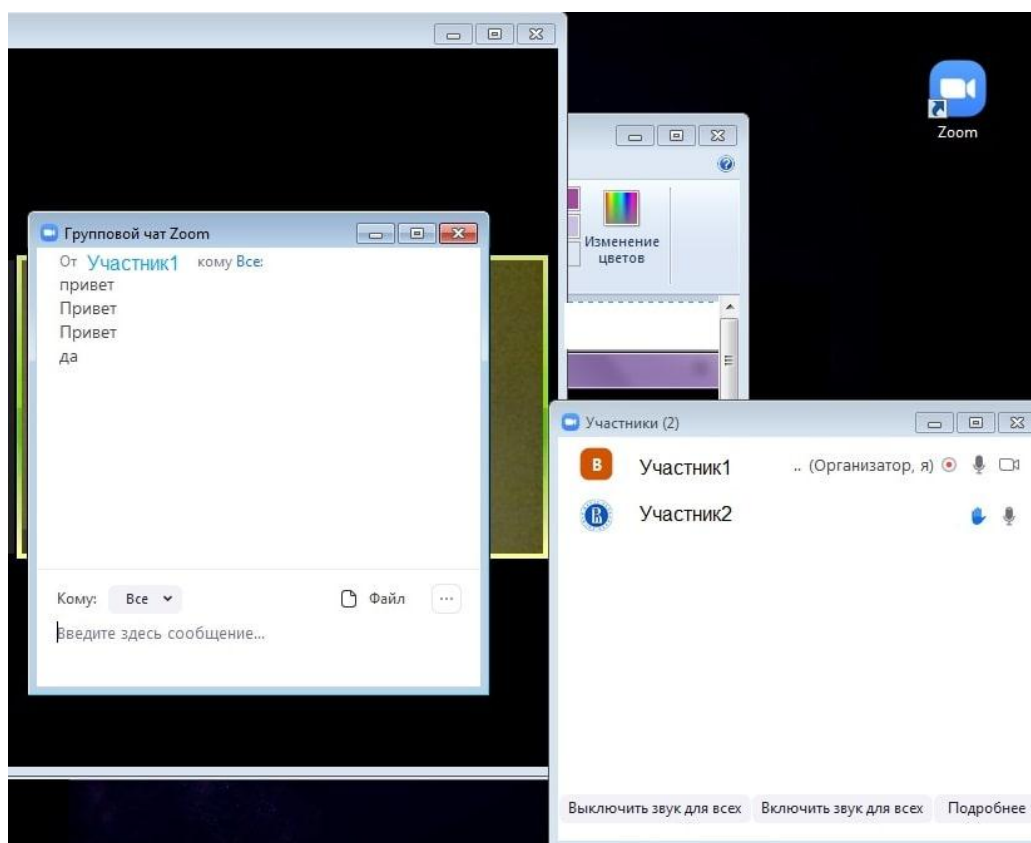 Zoom
Изменение
цветов
Групповой чат Zoom
От Участник1 кому Все:
привет
Привет
Привет
да
Кому: Все
Файл
Введите здесь сообщение...
Участники (2)
В Участник1 .. (Организатор, я)
Участник2
Выключить звук для всех Включить звук для всех Подробнее